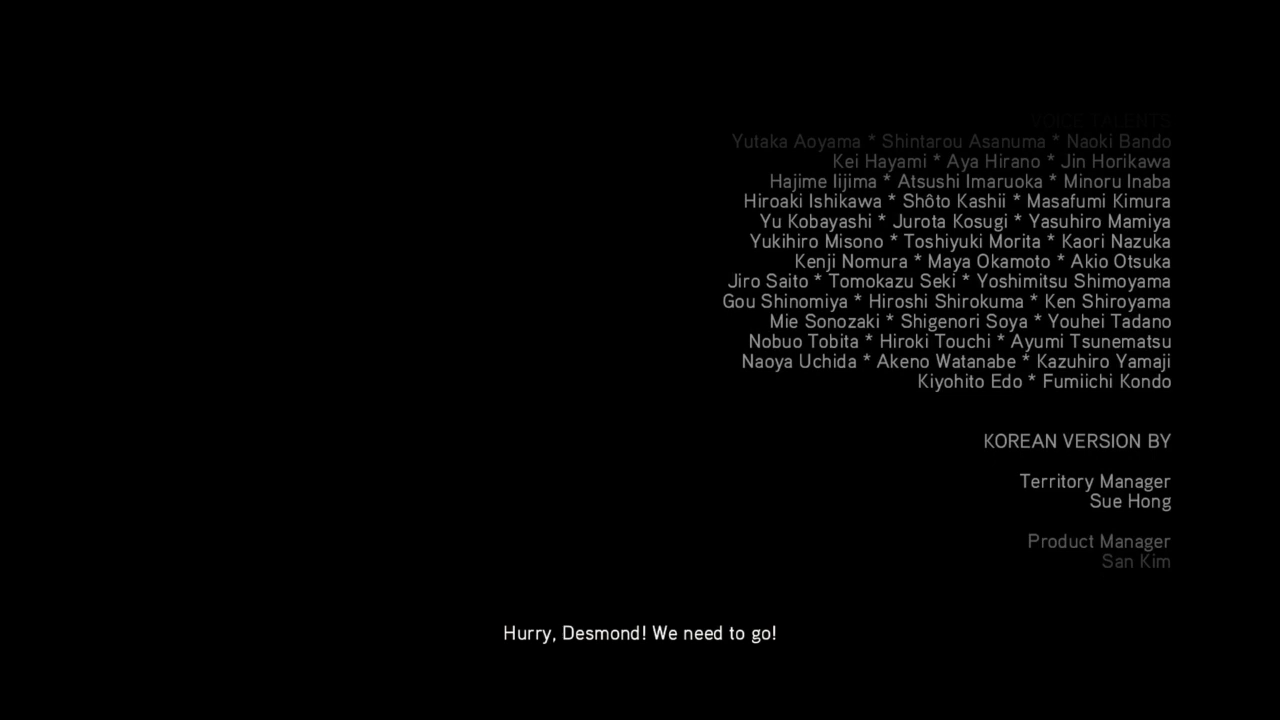 VOICE TALENTS
Yutaka Aoyama * Shintarou Asanuma * Naoki Bando
Kei Hayami * Aya Hirano * Jin Horikawa
Hajime Iijima * Atsushi Imaruoka * Minoru Inaba
Hiroaki Ishikawa * Shôto Kashii * Masafumi Kimura
Yu Kobayashi * Jurota Kosugi * Yasuhiro Mamiya
Yukihiro Misono * Toshiyuki Morita * Kaori Nazuka
Kenji Nomura * Maya Okamoto * Akio Otsuka
Jiro Saito * Tomokazu Seki * Yoshimitsu Shimoyama
Gou Shinomiya * Hiroshi Shirokuma * Ken Shiroyama
Mie Sonozaki * Shigenori Soya * Youhei Tadano
Nobuo Tobita * Hiroki Touchi * Ayumi Tsunematsu
Naoya Uchida * Akeno Watanabe * Kazuhiro Yamaji
Kiyohito Edo * Fumiichi Kondo
KOREAN VERSION BY
Territory Manager
Sue Hong
Product Manager
San Kim
Hurry, Desmond! We need to go!